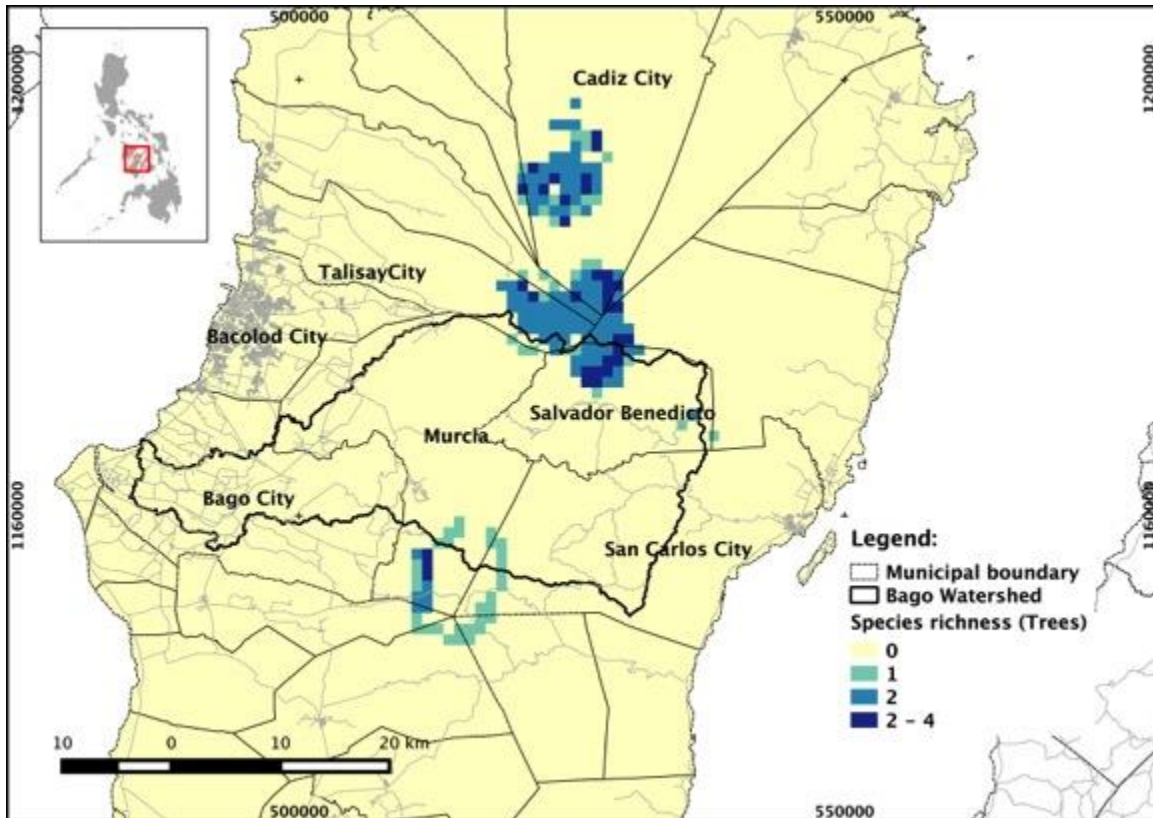 500000
550000
1200000
1200000
Cadiz City
TalisayCity
Bacolod City
Salvador Benedicto
Murcia
Bago City
San Carlos City
1160000
1160000
Legend:
Municipal boundary
Bago Watershed
Species richness (Trees)
0
1
2
2 - 4
10 0 10 20 km
500000
550000